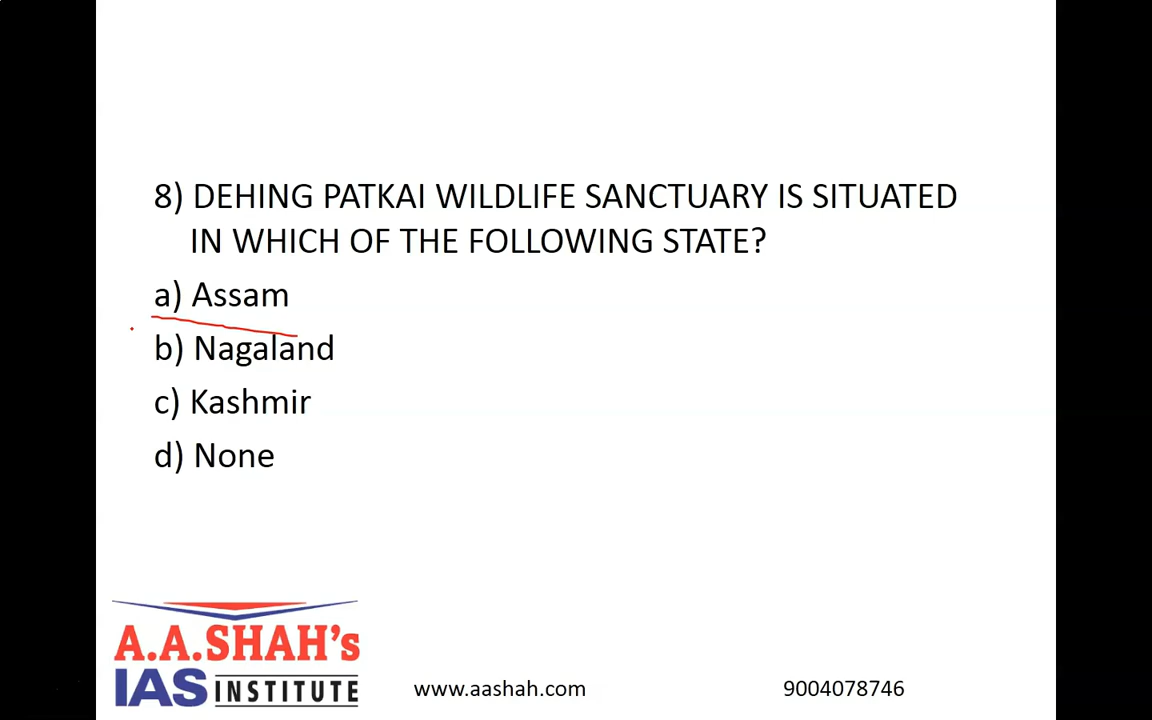 8) DEHING PATKAI WILDLIFE SANCTUARY IS SITUATED
IN WHICH OF THE FOLLOWING STATE?
a) Assam
b) Nagaland
c) Kashmir
d) None
A.A.SHAH's
IAS INSTITUTE
www.aashah.com
9004078746